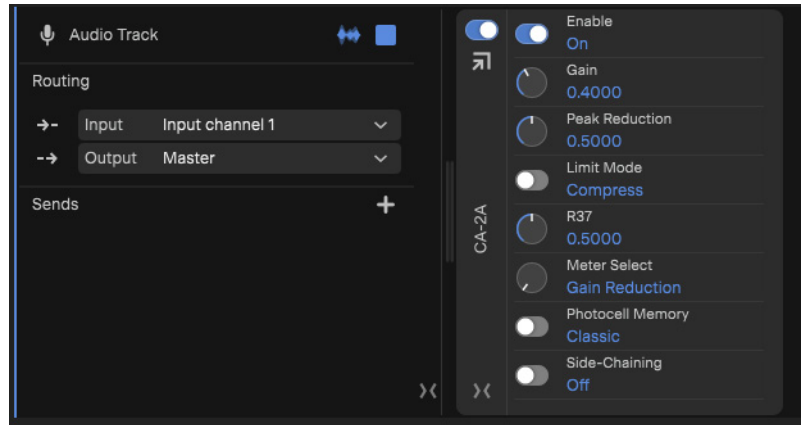 Audio Track
Routing
Input Input channel 1
Output Master
Sends
CA-2A
Enable
On
Gain
0.4000
Peak Reduction
0.5000
Limit Mode
Compress
R37
0.5000
Meter Select
Gain Reduction
Photocell Memory
Classic
Side-Chaining
Off